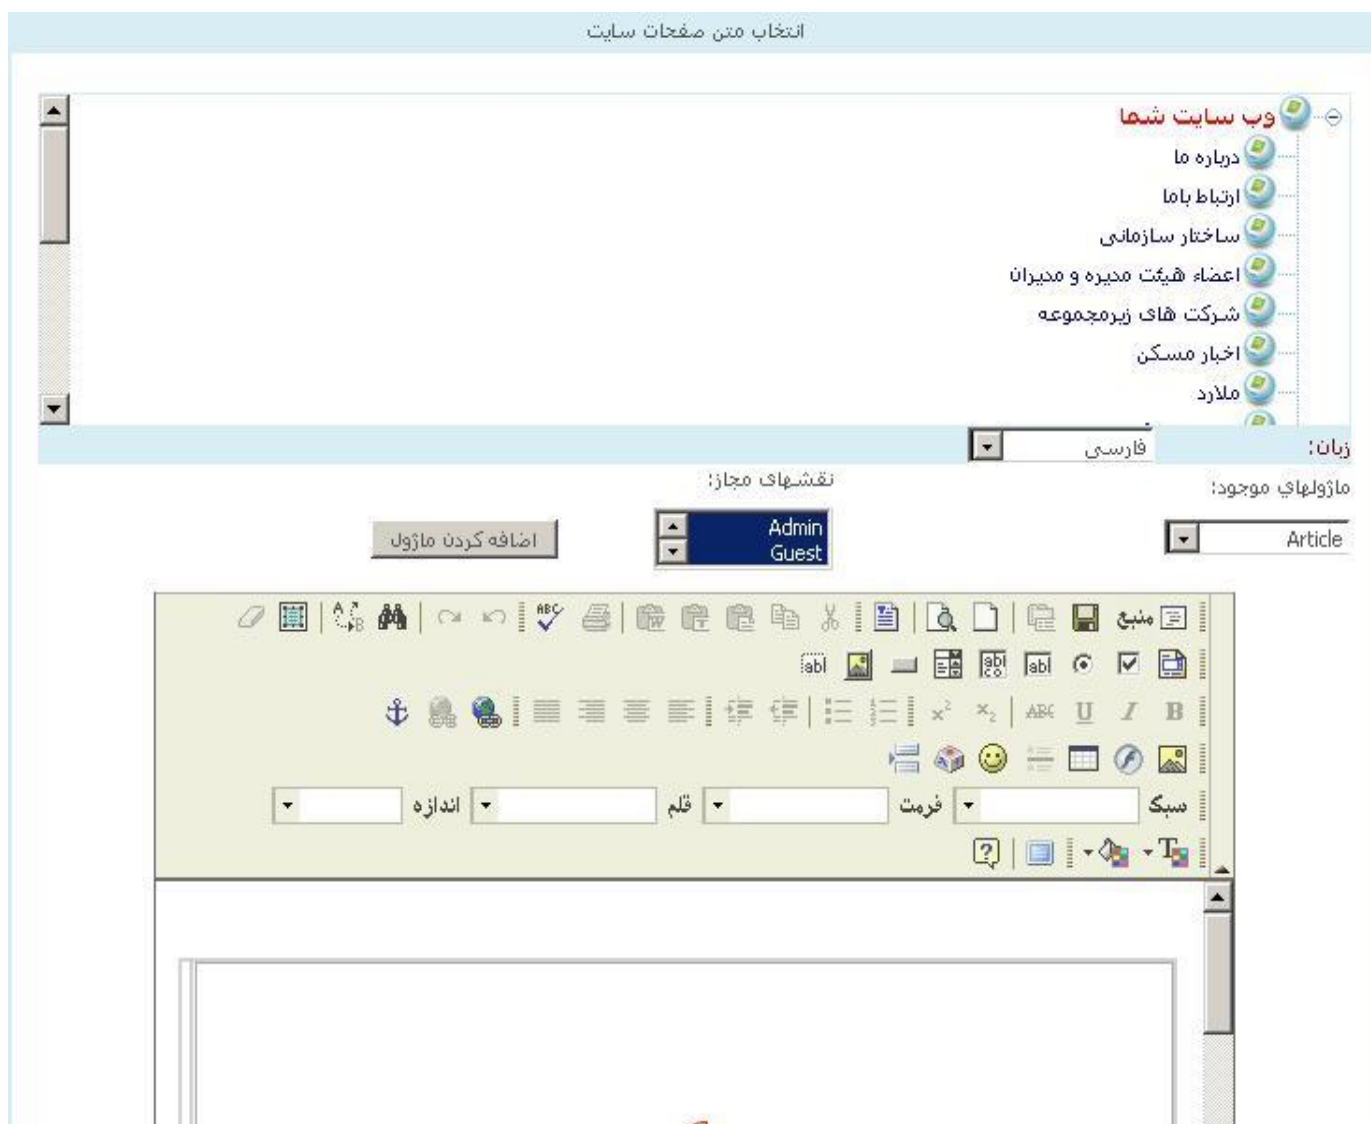 انتخاب متن صفحات سایت
وب سایت شما
درباره ما
ارتباط باما
ساختار سازمانی
اعضاء هیئت مدیره و مدیران
شرکت های زیرمجموعه
اخبار مسکن
ملارد
زبان: فارسی
ماژولهاي موجود: نقشهای مجاز:
Article Admin اضافه کردن ماژول
Guest
منبع
سبک فرمت قلم اندازه